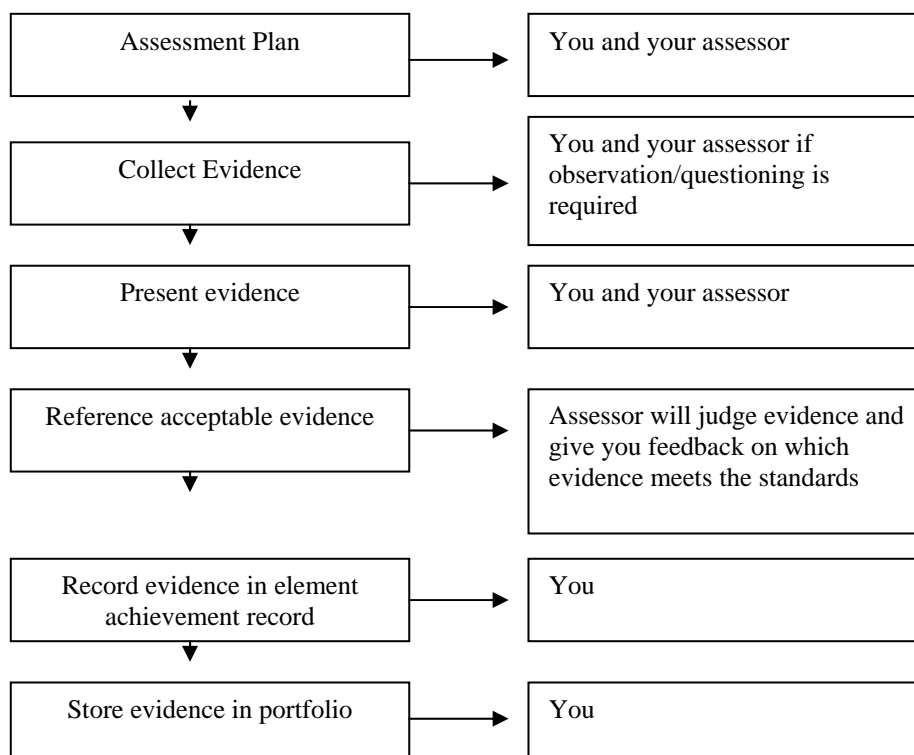 Assessment Plan
You and your assessor
Collect Evidence
You and your assessor if
observation/questioning is
required
Present evidence
You and your assessor
Reference acceptable evidence
Assessor will judge evidence and
give you feedback on which
evidence meets the standards
Record evidence in element
achievement record
You
Store evidence in portfolio
You